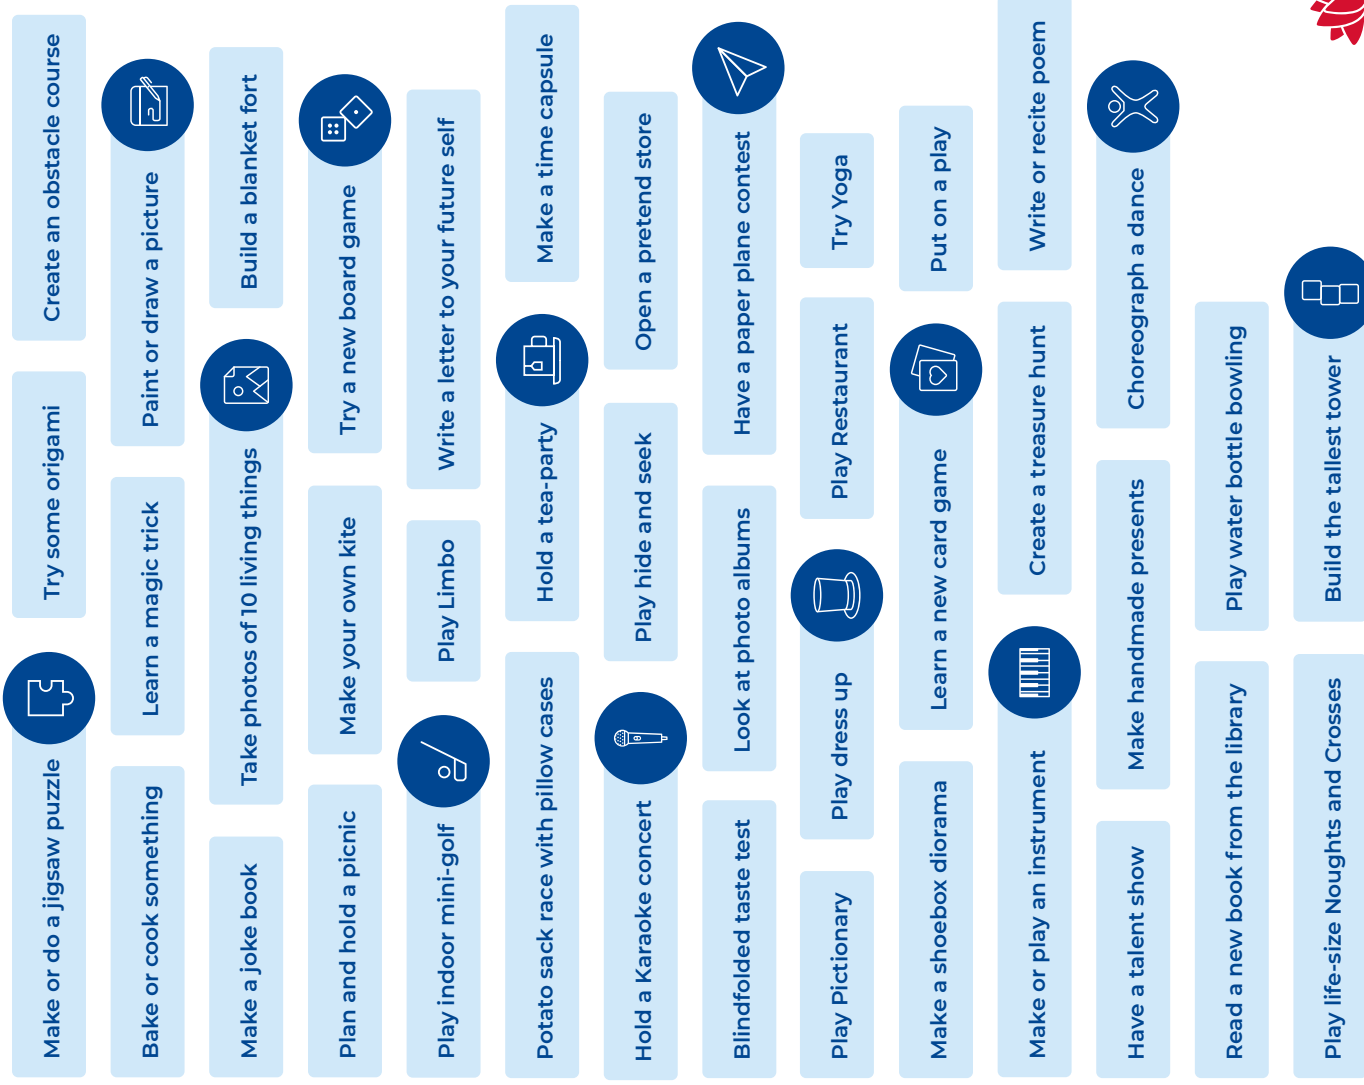 Make or do a jigsaw puzzle
Try some origami
Create an obstacle course
Bake or cook something
Learn a magic trick
Paint or draw a picture
Make a joke book
Take photos of 10 living things
Build a blanket fort
Plan and hold a picnic
Make your own kite
Try a new board game
Play indoor mini-golf
Play Limbo
Write a letter to your future self
Potato sack race with pillow cases
Hold a tea-party
Make a time capsule
Hold a Karaoke concert
Play hide and seek
Open a pretend store
Blindfolded taste test
Look at photo albums
Have a paper plane contest
Play Pictionary
Play dress up
Play Restaurant
Try Yoga
Make a shoebox diorama
Learn a new card game
Put on a play
Make or play an instrument
Create a treasure hunt
Write or recite poem
Have a talent show
Make handmade presents
Choreograph a dance
Read a new book from the library
Play water bottle bowling
Play life-size Noughts and Crosses
Build the tallest tower